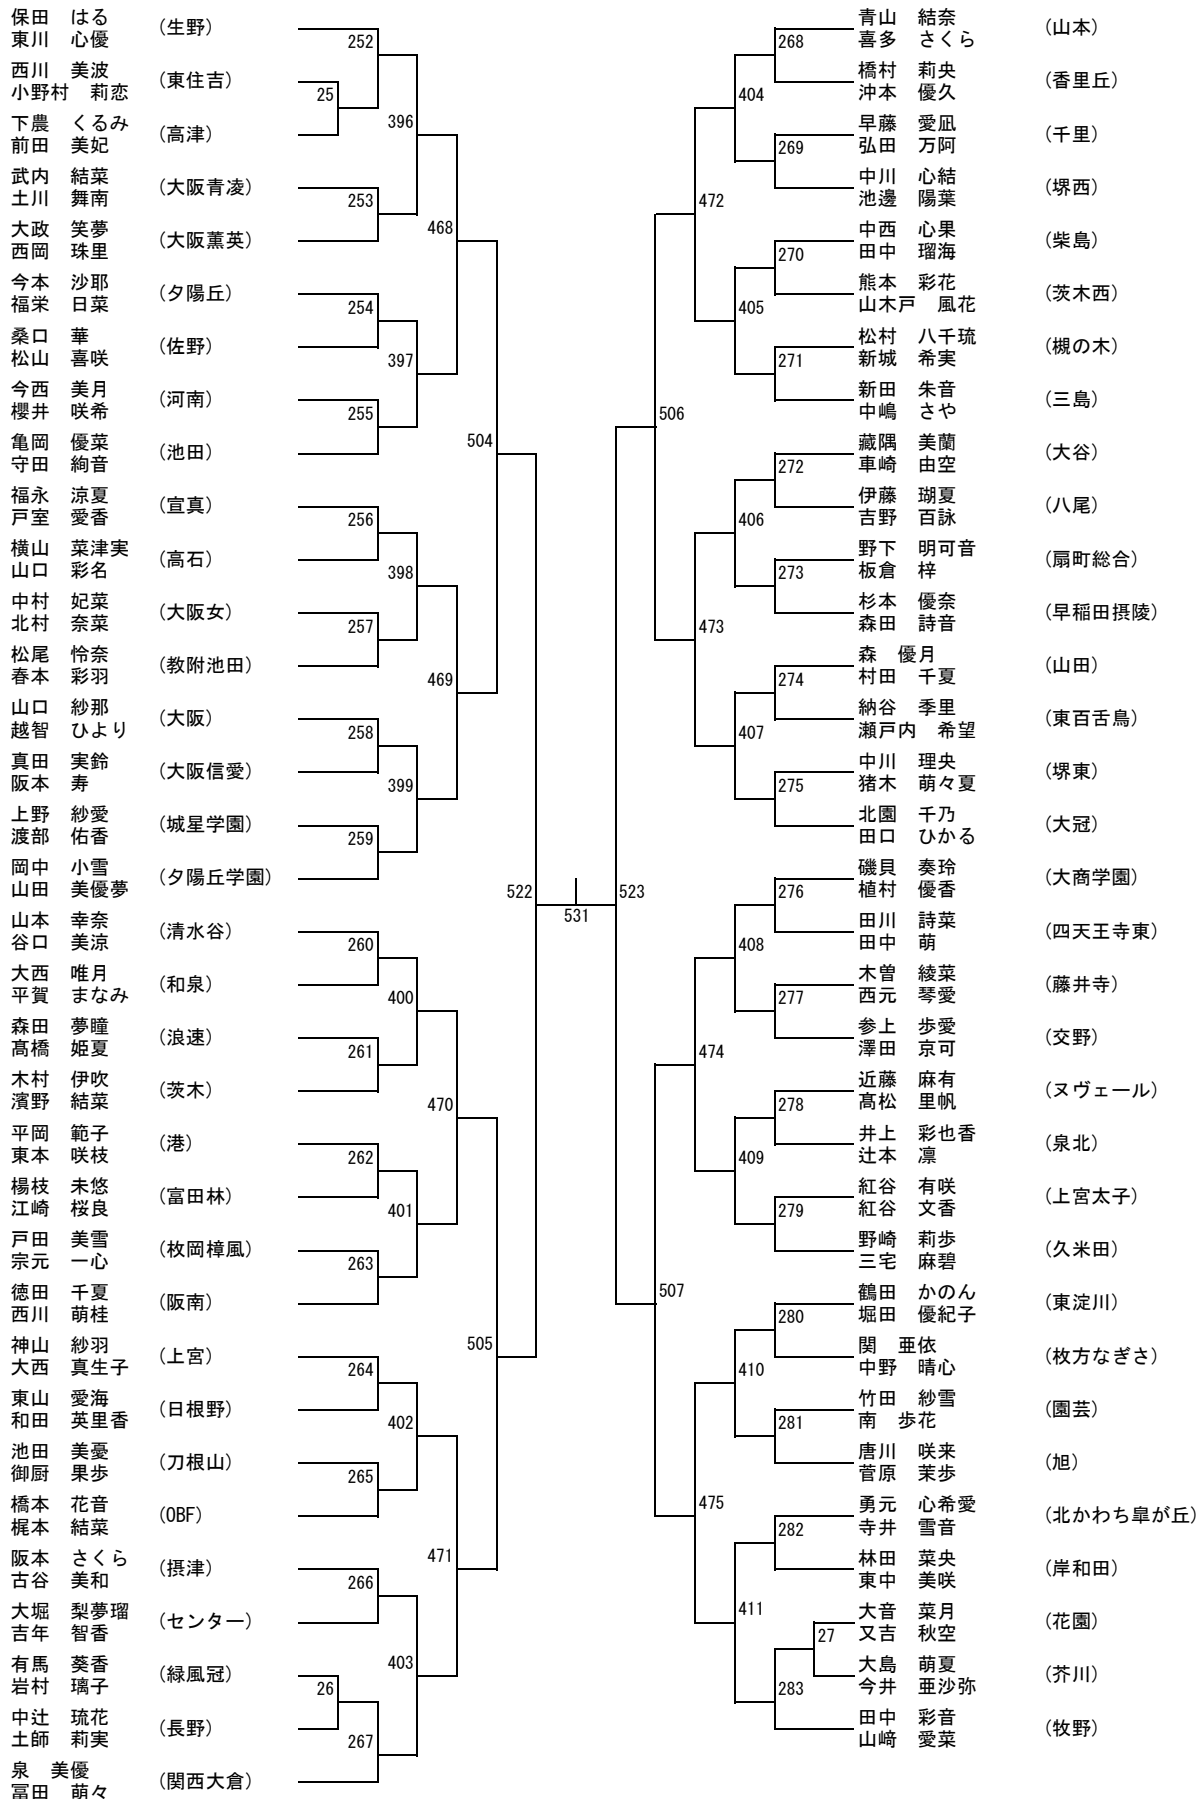 保田　はる
東川　心優
（生野）
252
西川　美波
小野村　莉恋
（東住吉）
25
下農　くるみ
前田　美妃
（高津）
396
武内　結菜
土川　舞南
（大阪青凌）
253
大政　笑夢
西岡　珠里
（大阪薫英）
468
今本　沙耶
福栄　日菜
（夕陽丘）
254
桑口　華
松山　喜咲
（佐野）
397
今西　美月
櫻井　咲希
（河南）
255
亀岡　優菜
守田　絢音
（池田）
504
福永　涼夏
戸室　愛香
（宣真）
256
横山　菜津実
山口　彩名
（高石）
398
中村　妃菜
北村　奈菜
（大阪女）
257
松尾　怜奈
春本　彩羽
（教附池田）
469
山口　紗那
越智　ひより
（大阪）
258
真田　実鈴
阪本　寿
（大阪信愛）
399
上野　紗愛
渡部　佑香
（城星学園）
259
岡中　小雪
山田　美優夢
（夕陽丘学園）
522
531
山本　幸奈
谷口　美涼
（清水谷）
260
大西　唯月
平賀　まなみ
（和泉）
400
森田　夢瞳
髙橋　姫夏
（浪速）
261
木村　伊吹
濱野　結菜
（茨木）
470
平岡　範子
東本　咲枝
（港）
262
楊枝　未悠
江崎　桜良
（富田林）
401
戸田　美雪
宗元　一心
（枚岡樟風）
263
徳田　千夏
西川　萌桂
（阪南）
505
神山　紗羽
大西　真生子
（上宮）
264
東山　愛海
和田　英里香
（日根野）
402
池田　美憂
御厨　果歩
（刀根山）
265
橋本　花音
梶本　結菜
（OBF）
471
阪本　さくら
古谷　美和
（摂津）
266
大堀　梨夢瑠
吉年　智香
（センター）
403
有馬　葵香
岩村　璃子
（緑風冠）
26
中辻　琉花
土師　莉実
（長野）
267
泉　美優
冨田　萌々
（関西大倉）
青山　結奈
喜多　さくら
（山本）
268
橋村　莉央
沖本　優久
（香里丘）
404
早藤　愛凪
弘田　万阿
（千里）
269
中川　心結
池邊　陽葉
（堺西）
472
中西　心果
田中　瑠海
（柴島）
270
熊本　彩花
山木戸　風花
（茨木西）
405
松村　八千琉
新城　希実
（槻の木）
271
新田　朱音
中嶋　さや
（三島）
506
藏隅　美蘭
車崎　由空
（大谷）
272
伊藤　瑚夏
吉野　百詠
（八尾）
406
野下　明可音
板倉　梓
（扇町総合）
273
杉本　優奈
森田　詩音
（早稲田摂陵）
473
森　優月
村田　千夏
（山田）
274
納谷　季里
瀬戸内　希望
（東百舌鳥）
407
中川　理央
猪木　萌々夏
（堺東）
275
北園　千乃
田口　ひかる
（大冠）
523
磯貝　奏玲
植村　優香
（大商学園）
276
田川　詩菜
田中　萌
（四天王寺東）
408
木曽　綾菜
西元　琴愛
（藤井寺）
277
参上　歩愛
澤田　京可
（交野）
474
近藤　麻有
髙松　里帆
（ヌヴェール）
278
井上　彩也香
辻本　凛
（泉北）
409
紅谷　有咲
紅谷　文香
（上宮太子）
279
野崎　莉歩
三宅　麻碧
（久米田）
507
鶴田　かのん
堀田　優紀子
（東淀川）
280
関　亜依
中野　晴心
（枚方なぎさ）
410
竹田　紗雪
南　歩花
（園芸）
281
唐川　咲来
菅原　茉歩
（旭）
475
勇元　心希愛
寺井　雪音
（北かわち皐が丘）
282
林田　菜央
東中　美咲
（岸和田）
411
大音　菜月
又吉　秋空
（花園）
27
大島　萌夏
今井　亜沙弥
（芥川）
283
田中　彩音
山﨑　愛菜
（牧野）